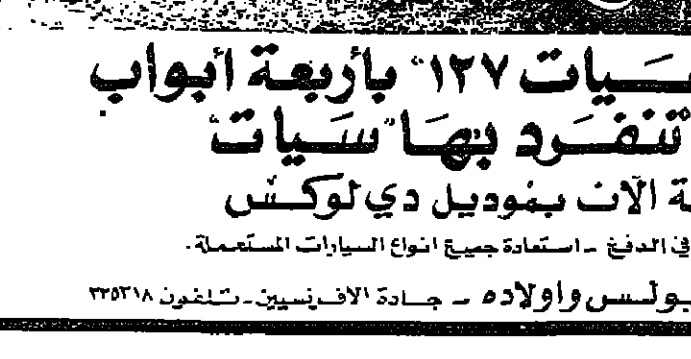 سيات ١٢٧" بأربعة أبواب
تنفرد بها "سيات"
الآن بموديل دي لوكس
في الدفع - استعادة جميع انواع السيارات المستعملة.
بولس واولاده - جادة الافرنسيين - تلفون ٣٣٥٣١٨